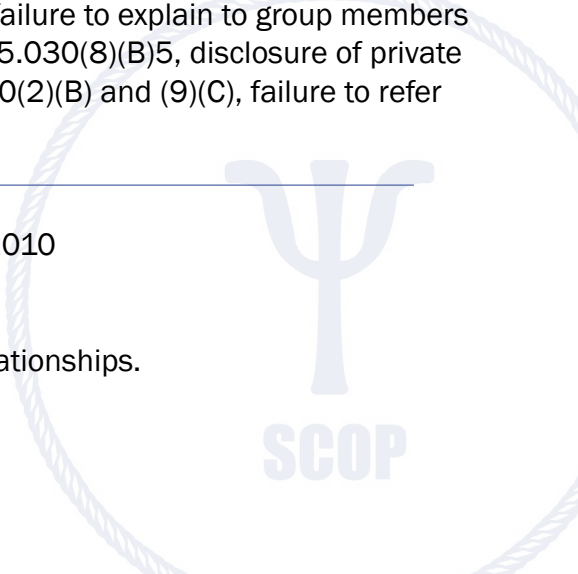 failure to explain to group members
5.030(8)(B)5, disclosure of private
0(2)(B) and (9)(C), failure to refer
010
ationships.
SCOP